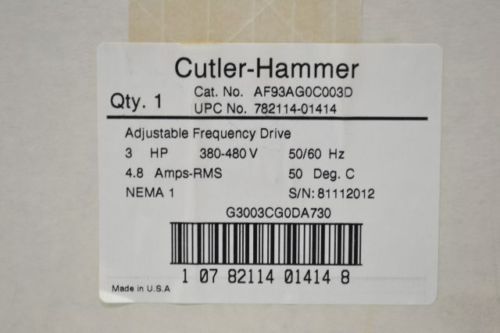 Cutler-Hammer
Qty. 1 Cat. No. AF93AG0C003D
UPC No. 782114-01414
Adjustable Frequency Drive
3 HP 380-480 V 50/60 Hz
4.8 Amps-RMS 50 Deg. C
NEMA 1 S/N: 81112012
G3003CG0DA730
1 07 82114 01414 8
Made in U.S.A